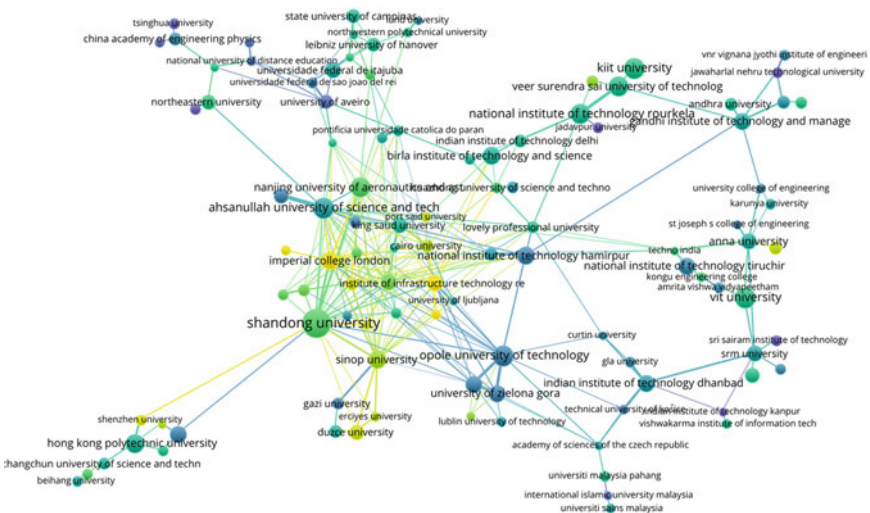 tsinghua university
state university of campinas
university
china academy of engineering physics
northwestern polytechnical university
leibniz university of hanover
national university of distance education
universidade federal de itajuba
universidade federal de sao joao del rei
northeastern university
university of aveiro
pontificia universidade catolica do paran
kiit university
veer surendra sai university of technolog
national institute of technology rourkela
jadavpur university
indian institute of technology delhi
birla institute of technology and science
vnr vignana jyothi institute of engineeri
jawaharlal nehru technological university
andhra university
gandhi institute of technology and manage
nanjing university of aeronautics and ast
university of science and techno
university college of engineering
karunya university
ahsanullah university of science and tech
port said university
king saud university
lovely professional university
st joseph s college of engineering
cairo university
anna university
imperial college london
national institute of technology hamirpur
techno india
national institute of technology tiruchir
institute of infrastructure technology re
kongu engineering college
amrita vishwa vidyapeetham
university of ljubljana
vit university
shandong university
curtin university
sri sairam institute of technology
sinop university
opole university of technology
gla university
srm university
university of zielona gora
indian institute of technology dhanbad
gazi university
erciyes university
technical university of
indian institute of technology kanpur
duzce university
lublin university of technology
vishwakarma institute of information tech
shenzhen university
hong kong polytechnic university
academy of sciences of the czech republic
changchun university of science and techn
beihang university
universiti malaysia pahang
international islamic university malaysia
universiti sains malaysia